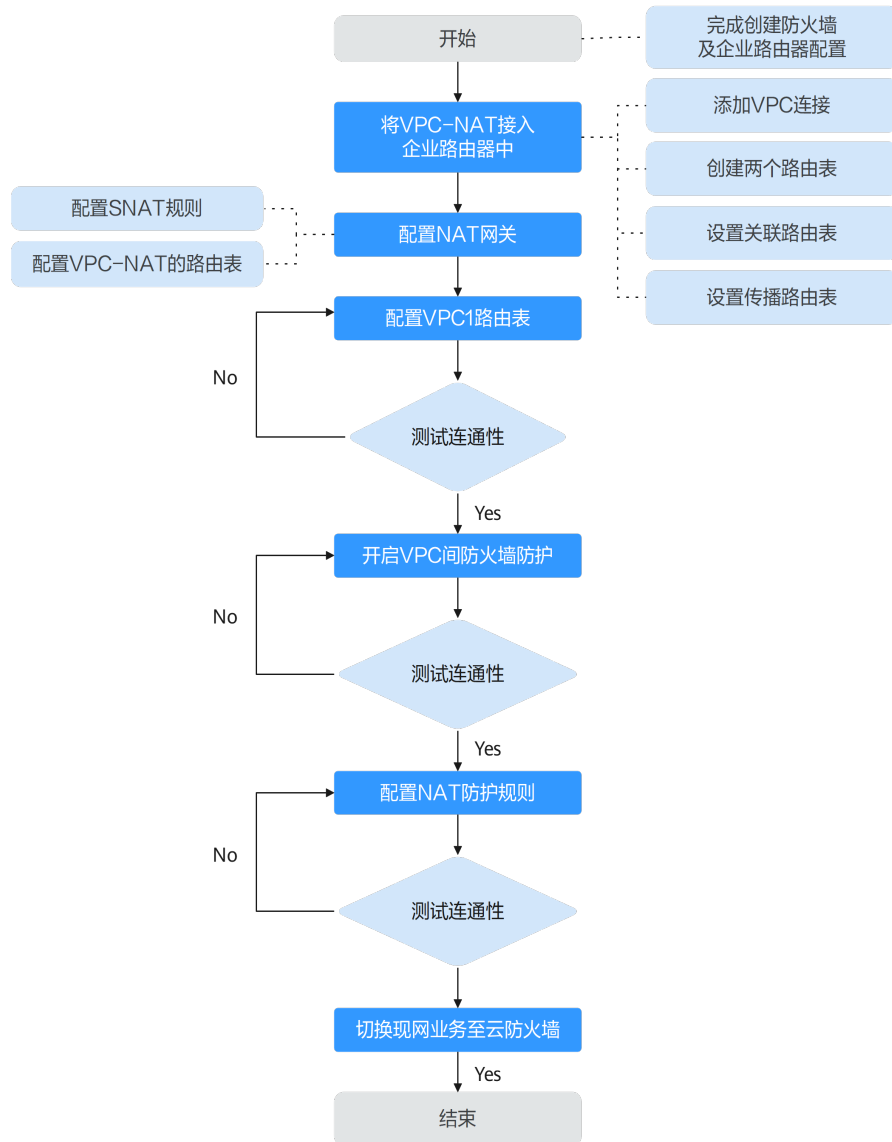 开始
完成创建防火墙
及企业路由器配置
将VPC-NAT接入
企业路由器中
添加VPC连接
创建两个路由表
设置关联路由表
设置传播路由表
配置SNAT规则
配置VPC-NAT的路由表
配置NAT网关
配置VPC1路由表
No
测试连通性
Yes
开启VPC间防火墙防护
No
测试连通性
Yes
配置NAT防护规则
No
测试连通性
切换现网业务至云防火墙
Yes
结束